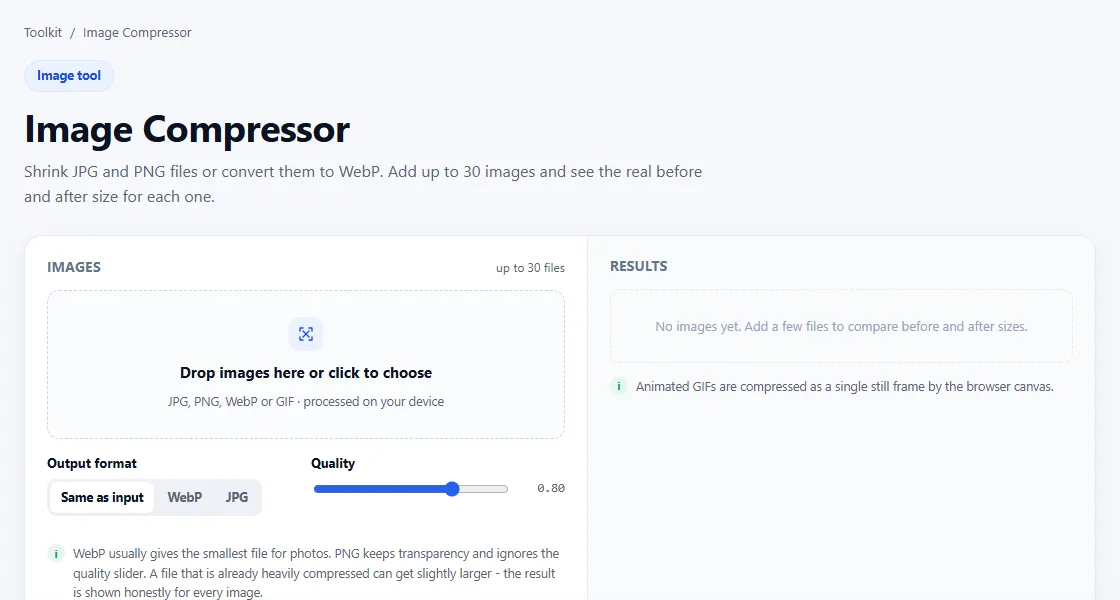 Toolkit / Image Compressor
Image tool
Image Compressor
Shrink JPG and PNG files or convert them to WebP. Add up to 30 images and see the real before
and after size for each one.
IMAGES
up to 30 files
Drop images here or click to choose
JPG, PNG, WebP or GIF · processed on your device
Output format
Same as input WebP JPG
Quality
0.80
i WebP usually gives the smallest file for photos. PNG keeps transparency and ignores the
quality slider. A file that is already heavily compressed can get slightly larger - the result
is shown honestly for every image.
RESULTS
No images yet. Add a few files to compare before and after sizes.
i Animated GIFs are compressed as a single still frame by the browser canvas.